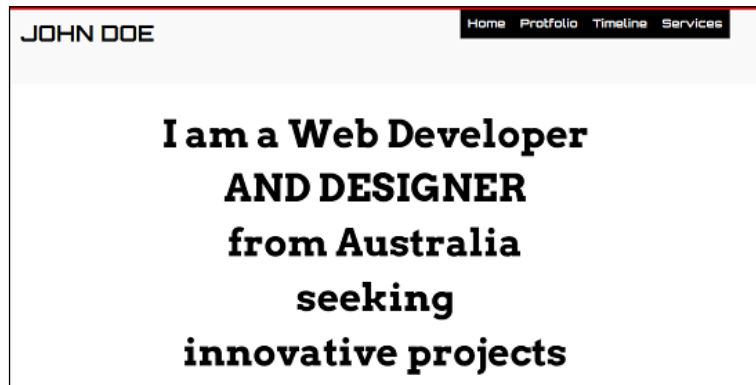 JOHN DOE
Home Protfolio Timeline Services
I am a Web Developer
AND DESIGNER
from Australia
seeking
innovative projects